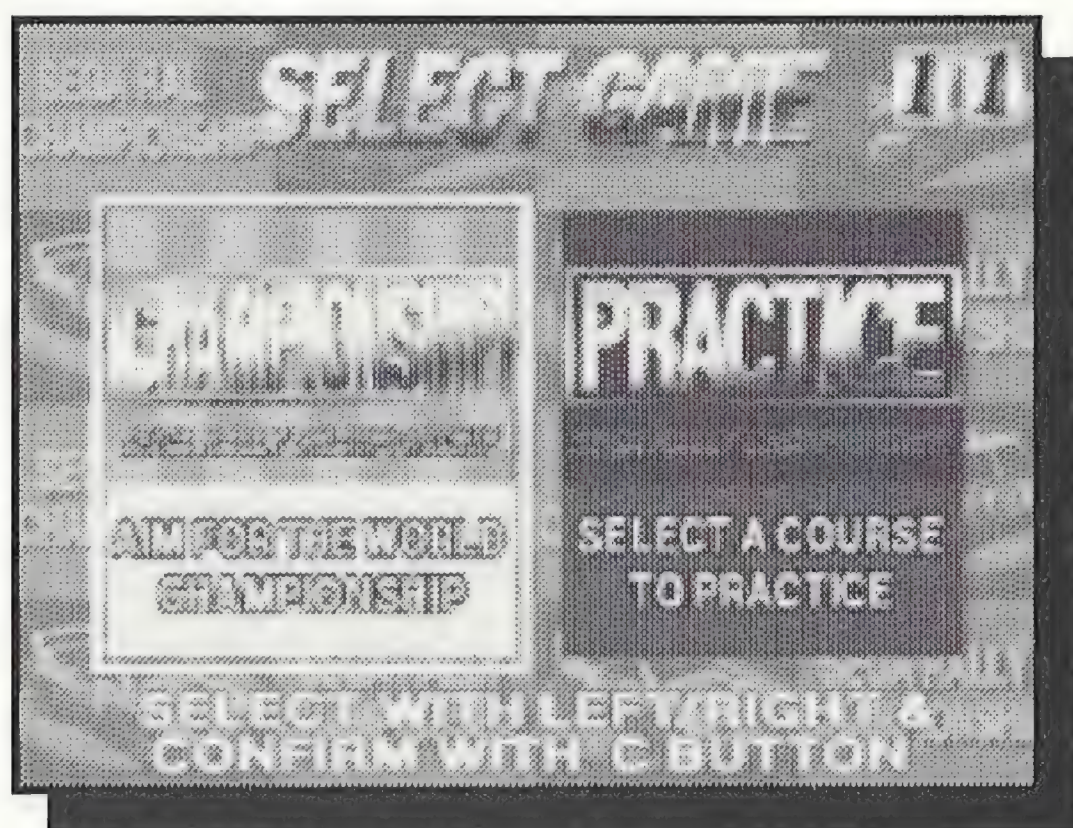 SELECT GAME
CHAMPIONSHIP
PRACTICE
AIM FOR THE WORLD
CHAMPIONSHIP
SELECT A COURSE
TO PRACTICE
SELECT WITH LEFT/RIGHT &
CONFIRM WITH C BUTTON